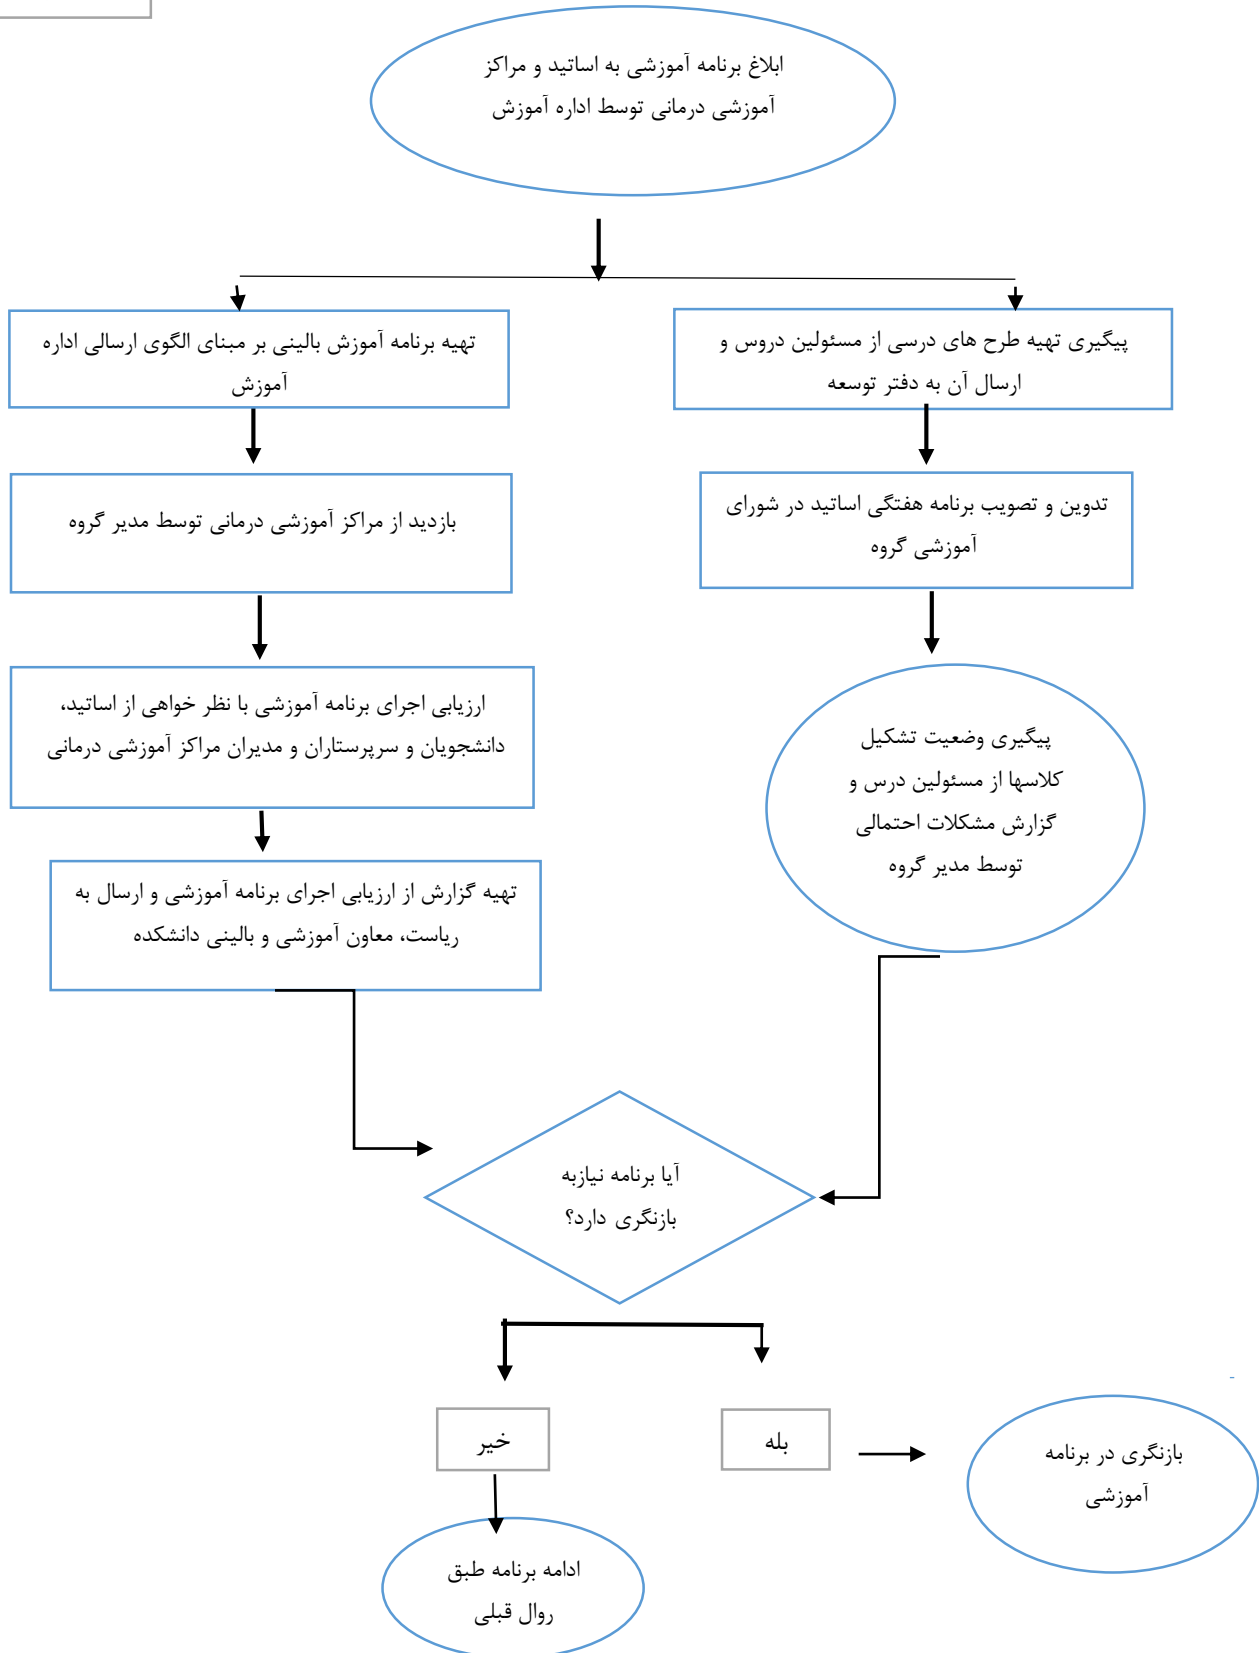 ابلاغ برنامه آموزشی به اساتید و مراکز
آموزشی درمانی توسط اداره آموزش
پیگیری تهیه طرح های درسی از مسئولین دروس و
ارسال آن به دفتر توسعه
تدوین و تصویب برنامه هفتگی اساتید در شورای
آموزشی گروه
پیگیری وضعیت تشکیل
کلاسها از مسئولین درس و
گزارش مشکلات احتمالی
توسط مدیر گروه
تهیه برنامه آموزش بالینی بر مبنای الگوی ارسالی اداره
آموزش
بازدید از مراکز آموزشی درمانی توسط مدیر گروه
ارزیابی اجرای برنامه آموزشی با نظر خواهی از اساتید،
دانشجویان و سرپرستاران و مدیران مراکز آموزشی درمانی
تهیه گزارش از ارزیابی اجرای برنامه آموزشی و ارسال به
ریاست، معاون آموزشی و بالینی دانشکده
آیا برنامه نیازبه
بازنگری دارد؟
بله
خیر
بازنگری در برنامه
آموزشی
ادامه برنامه طبق
روال قبلی